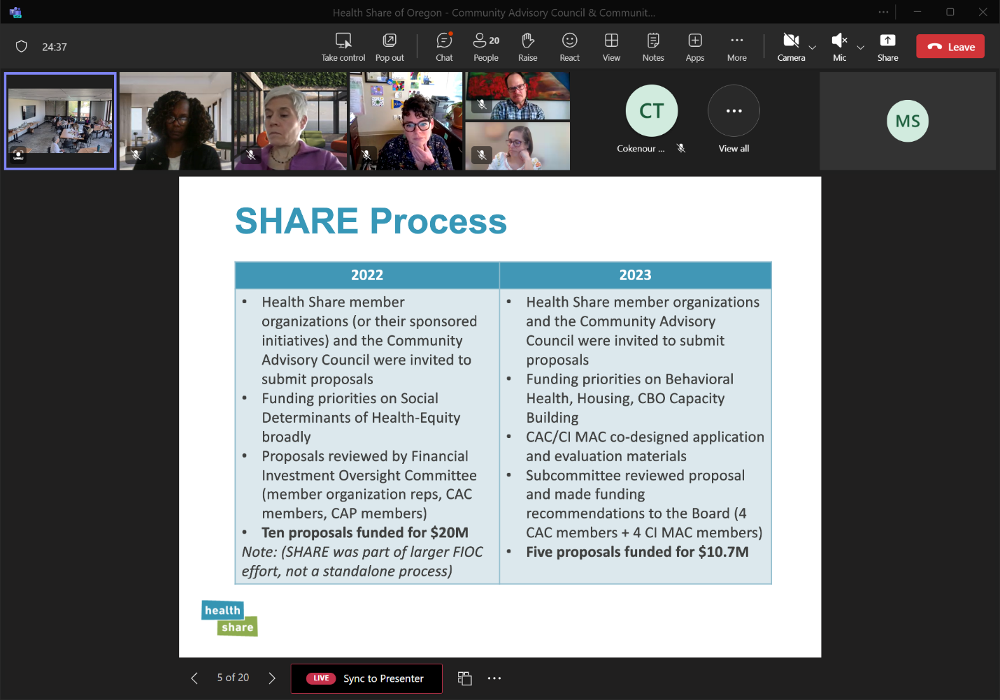 Health Share of Oregon - Community Advisory Council & Communit...
24:37
Take control
Pop out
Chat
20
People
Raise
React
View
Notes
Apps
More
Camera
Mic
Share
Leave
CT
Cokenour ...
View all
MS
SHARE Process
2022
• Health Share member
organizations (or their sponsored
initiatives) and the Community
Advisory Council were invited to
submit proposals
• Funding priorities on Social
Determinants of Health-Equity
broadly
• Proposals reviewed by Financial
Investment Oversight Committee
(member organization reps, CAC
members, CAP members)
• Ten proposals funded for $20M
Note: (SHARE was part of larger FIOC
effort, not a standalone process)
2023
• Health Share member organizations
and the Community Advisory
Council were invited to submit
proposals
• Funding priorities on Behavioral
Health, Housing, CBO Capacity
Building
• CAC/CI MAC co-designed application
and evaluation materials
• Subcommittee reviewed proposal
and made funding
recommendations to the Board (4
CAC members + 4 CI MAC members)
• Five proposals funded for $10.7M
health
share
5 of 20
LIVE Sync to Presenter